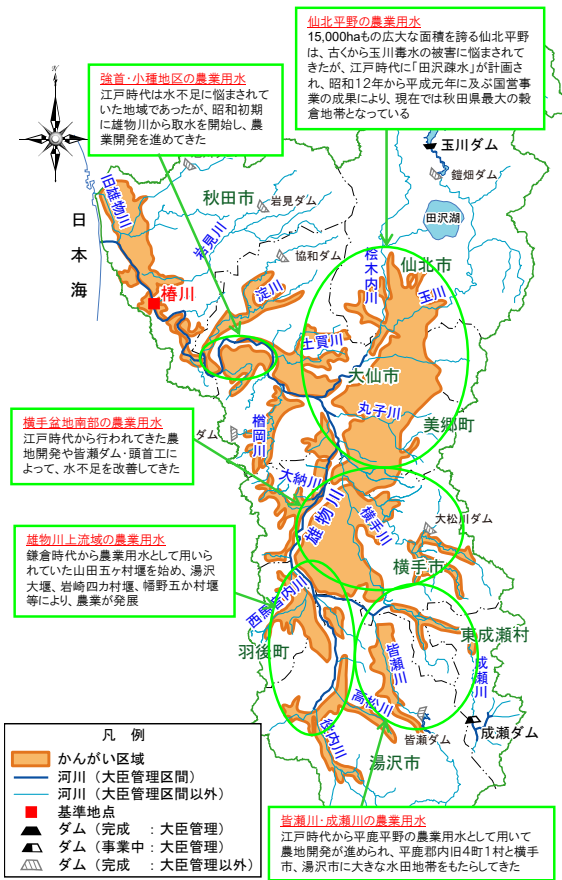 仙北平野の農業用水
15,000haもの広大な面積を誇る仙北平野
は、古くから玉川毒水の被害に悩まされて
きたが、江戸時代に「田沢疎水」が計画さ
れ、昭和12年から平成元年に及ぶ国営事
業の成果により、現在では秋田県最大の穀
倉地帯となっている
強首・小種地区の農業用水
江戸時代は水不足に悩まされて
いた地域であったが、昭和初期
に雄物川から取水を開始し、農
業開発を進めてきた
玉川ダム
鎧畑ダム
田沢湖
旧雄物川
秋田市
岩見ダム
岩見川
日本海
協和ダム
仙北市
桧木内川
玉川
淀川
椿川
土買川
大仙市
丸子川
美郷町
楢岡川
ダム
横手盆地南部の農業用水
江戸時代から行われてきた農
地開発や皆瀬ダム・頭首工に
よって、水不足を改善してきた
大納川
雄物川
横手川
大松川ダム
横手市
雄物川上流域の農業用水
鎌倉時代から農業用水として用いら
れていた山田五ヶ村堰を始め、湯沢
大堰、岩崎四カ村堰、幡野五か村堰
等により、農業が発展
西馬音内川
羽後町
東成瀬村
皆瀬川
成瀬川
高松川
役内川
皆瀬ダム
成瀬ダム
湯沢市
凡 例
かんがい区域
河川（大臣管理区間）
河川（大臣管理区間以外）
基準地点
ダム（完成 ：大臣管理）
ダム（事業中：大臣管理）
ダム（完成 ：大臣管理以外）
皆瀬川・成瀬川の農業用水
江戸時代から平鹿平野の農業用水として用いて
農地開発が進められ、平鹿郡内旧4町1村と横手
市、湯沢市に大きな水田地帯をもたらしてきた